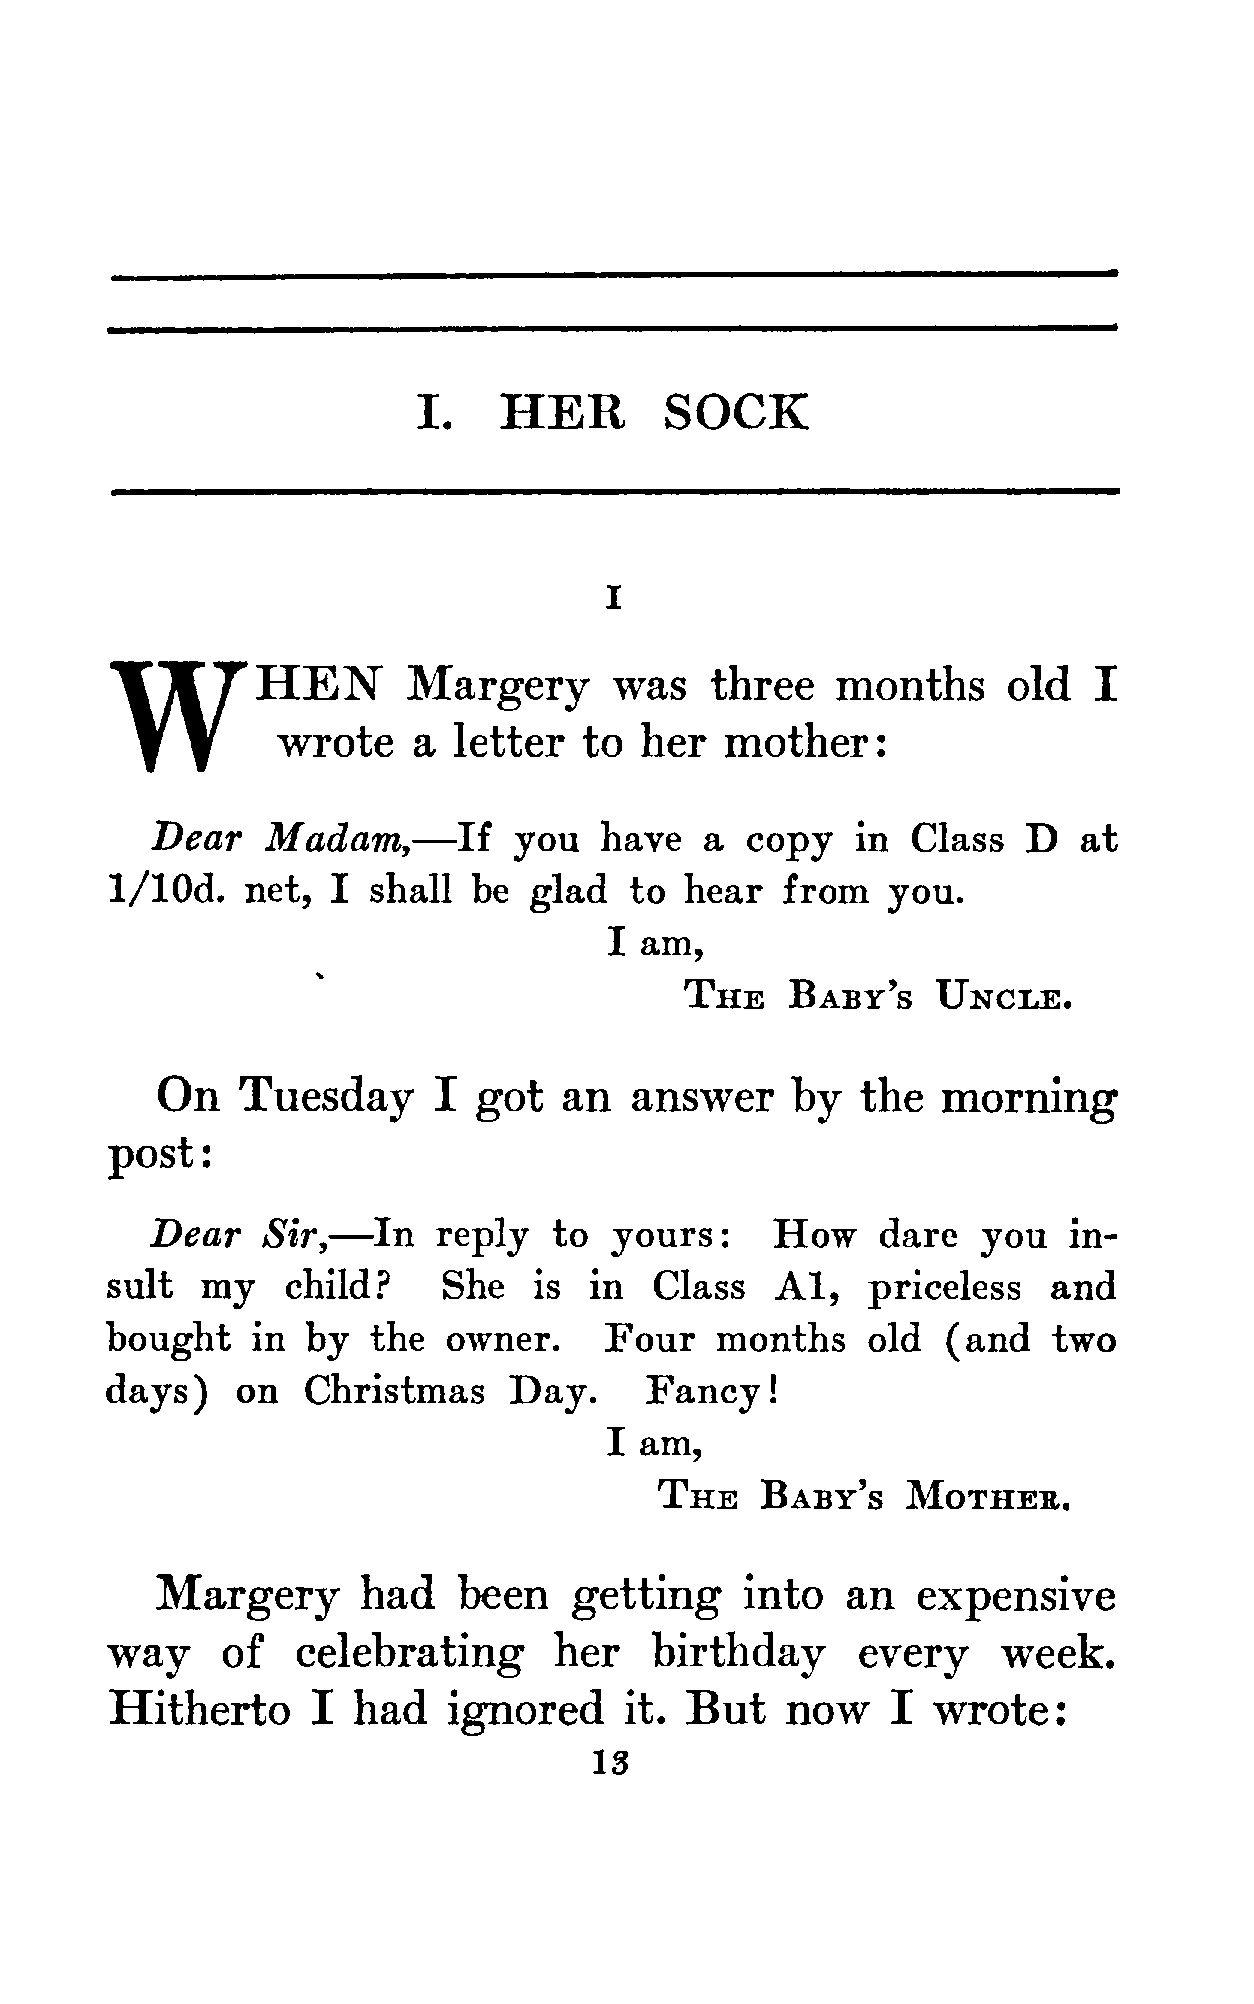 I. HER SOCK
I
WHEN Margery was three months old I
wrote a letter to her mother:
Dear Madam,—If you have a copy in Class D at
1/10d. net, I shall be glad to hear from you.
I am,
THE BABY'S UNCLE.
On Tuesday I got an answer by the morning
post:
Dear Sir,—In reply to yours: How dare you in-
sult my child? She is in Class A1, priceless and
bought in by the owner. Four months old (and two
days) on Christmas Day. Fancy!
I am,
THE BABY'S MOTHER.
Margery had been getting into an expensive
way of celebrating her birthday every week.
Hitherto I had ignored it. But now I wrote:
13